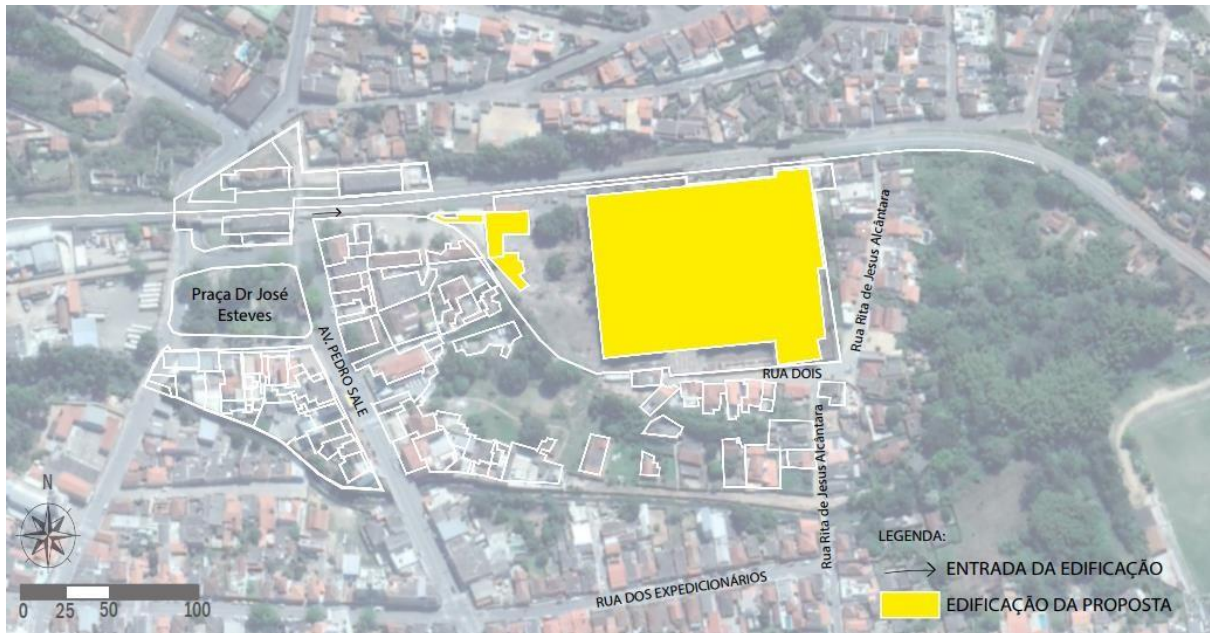 Praça Dr José
Esteves
AV. PEDRO SALE
RUA DOIS
Rua Rita de Jesus Alcântara
Rua Rita de Jesus Alcântara
RUA DOS EXPEDICIONÁRIOS
N
0 25 50 100
LEGENDA:
ENTRADA DA EDIFICAÇÃO
EDIFICAÇÃO DA PROPOSTA